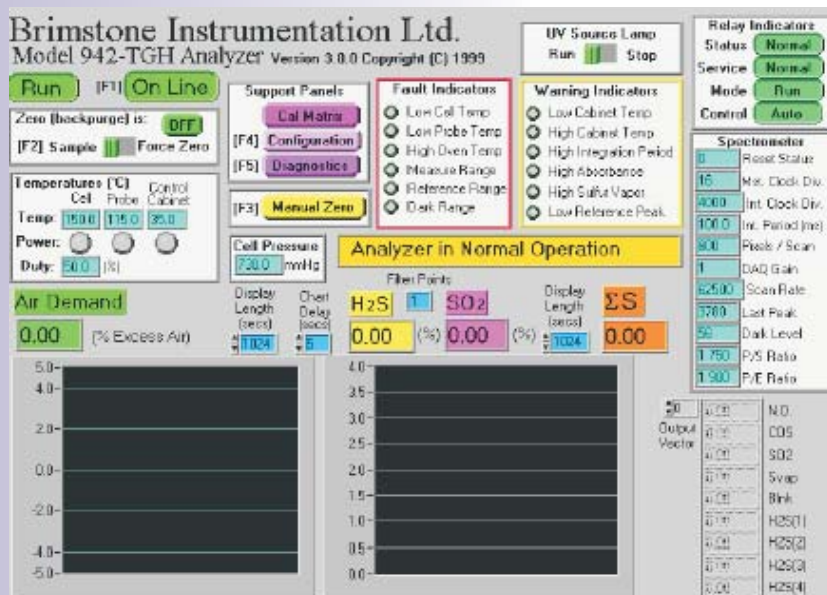 Brimstone Instrumentation Ltd.
Model 942-TGH Analyzer Version 3.0.0 Copyright (C) 1999
Run [F1] On Line
Zero (backpurge) is: OFF
[F2] Sample Force Zero
Temperatures (°C)
Cell Probe Control Cabinet
Temp: 150.0 115.0 35.0
Power:
Duty: 50.0 (%)
Support Panels
Cal Matrix
[F4] Configuration
[F5] Diagnostics
[F3] Manual Zero
Fault Indicators
Low Cell Temp
Low Probe Temp
High Oven Temp
Measure Range
Reference Range
Dark Range
UV Source Lamp
Run Stop
Warning Indicators
Low Cabinet Temp
High Cabinet Temp
High Integration Period
High Absorbance
High Sulfur Vapor
Low Reference Peak
Relay Indicators
Status Normal
Service Normal
Mode Run
Control Auto
Spectrometer
0 Reset Status
16 Mst. Clock Div.
4000 Int. Clock Div.
100.0 Int. Period (ms)
800 Pixels / Scan
1 DAQ Gain
62500 Scan Rate
3780 Last Peak
56 Dark Level
1.750 P/S Ratio
1.900 P/E Ratio
Cell Pressure
730.0 mmHg
Analyzer in Normal Operation
Air Demand
0.00 (% Excess Air)
Display Length (secs)
1024
Chart Delay (secs)
5
Filter Points
H2S 1 SO2
0.00 (%) 0.00 (%)
Display Length (secs)
1024
ΣS
0.00
5.0
4.0
2.0
0.0
-2.0
-4.0
-5.0
4.0
3.5
3.0
2.5
2.0
1.5
1.0
0.5
0.0
0
Output Vector
N.O.
COS
SO2
Svap
Blnk
H2S(1)
H2S(2)
H2S(3)
H2S(4)